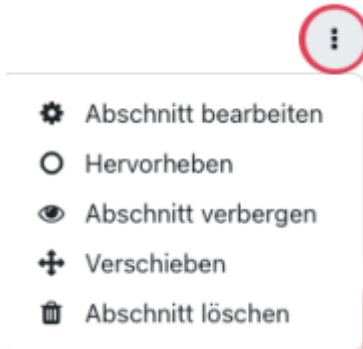 Abschnitt bearbeiten
Hervorheben
Abschnitt verbergen
Verschieben
Abschnitt löschen